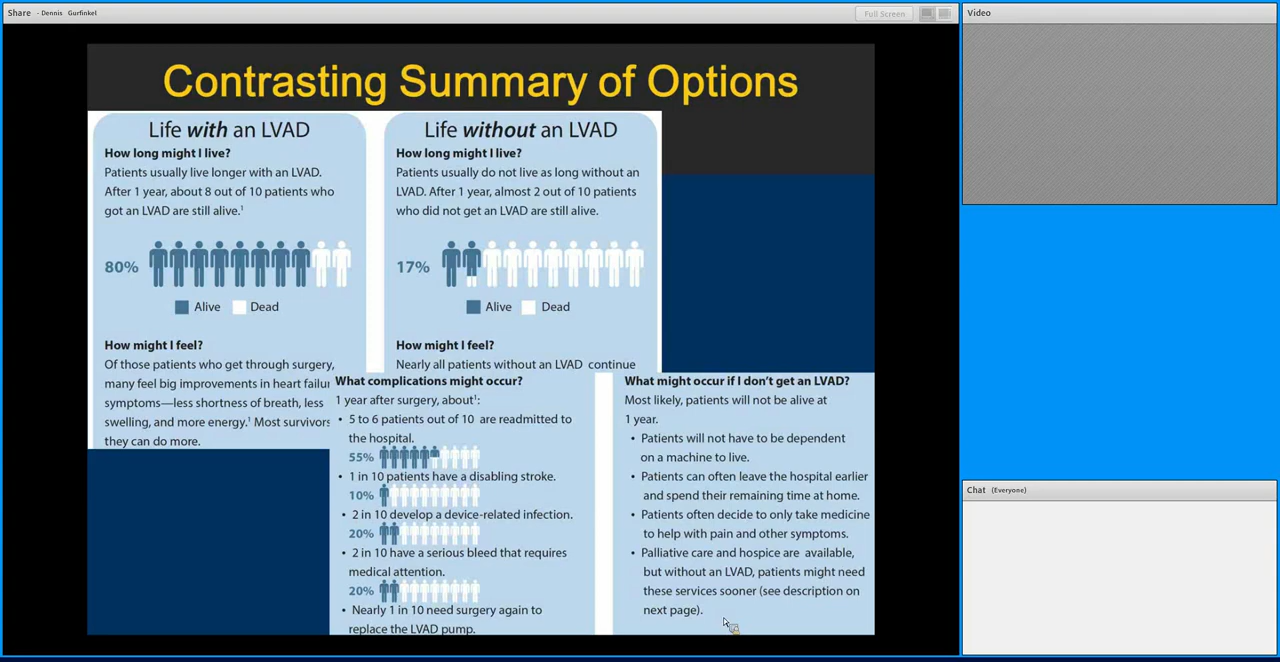 Share - Dennis Gurfinkel
Full Screen
Video
Contrasting Summary of Options
Life with an LVAD
How long might I live?
Patients usually live longer with an LVAD.
After 1 year, about 8 out of 10 patients who
got an LVAD are still alive.¹
80%
Alive Dead
How might I feel?
Of those patients who get through surgery,
many feel big improvements in heart failur
symptoms—less shortness of breath, less
swelling, and more energy.¹ Most survivors
they can do more.
Life without an LVAD
How long might I live?
Patients usually do not live as long without an
LVAD. After 1 year, almost 2 out of 10 patients
who did not get an LVAD are still alive.
17%
Alive Dead
How might I feel?
Nearly all patients without an LVAD continue
What complications might occur?
1 year after surgery, about¹:
• 5 to 6 patients out of 10 are readmitted to
the hospital.
55%
• 1 in 10 patients have a disabling stroke.
10%
• 2 in 10 develop a device-related infection.
20%
• 2 in 10 have a serious bleed that requires
medical attention.
20%
• Nearly 1 in 10 need surgery again to
replace the LVAD pump.
What might occur if I don't get an LVAD?
Most likely, patients will not be alive at
1 year.
• Patients will not have to be dependent
on a machine to live.
• Patients can often leave the hospital earlier
and spend their remaining time at home.
• Patients often decide to only take medicine
to help with pain and other symptoms.
• Palliative care and hospice are available,
but without an LVAD, patients might need
these services sooner (see description on
next page).
Chat (Everyone)